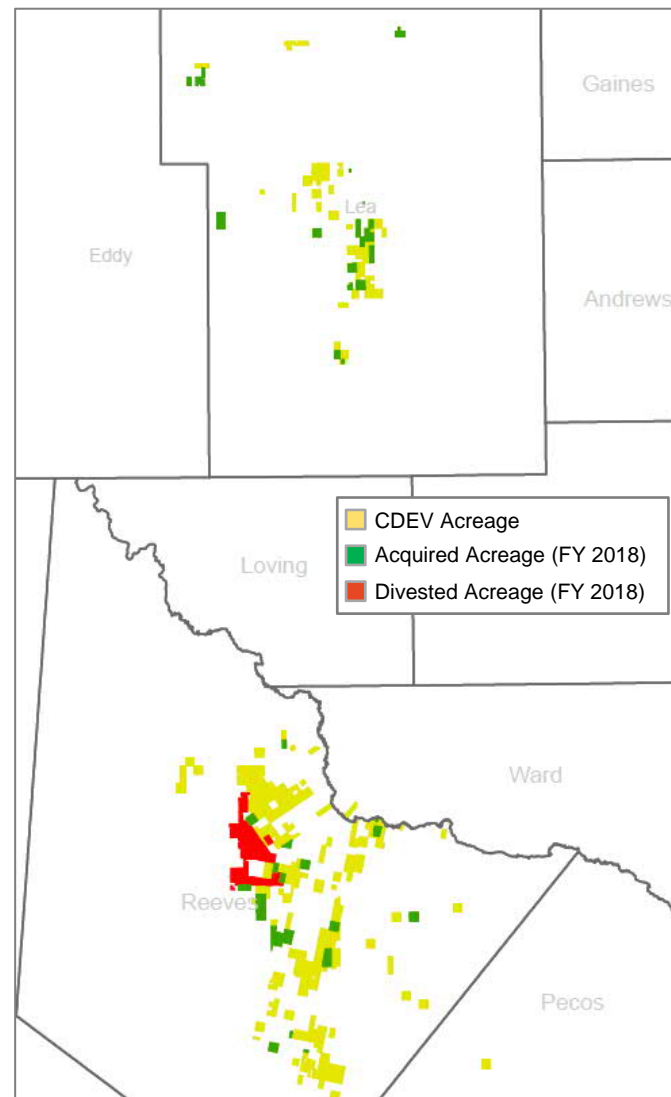 Gaines
Lea
Eddy
Andrews
CDEV Acreage
Acquired Acreage (FY 2018)
Divested Acreage (FY 2018)
Loving
Ward
Reeves
Pecos